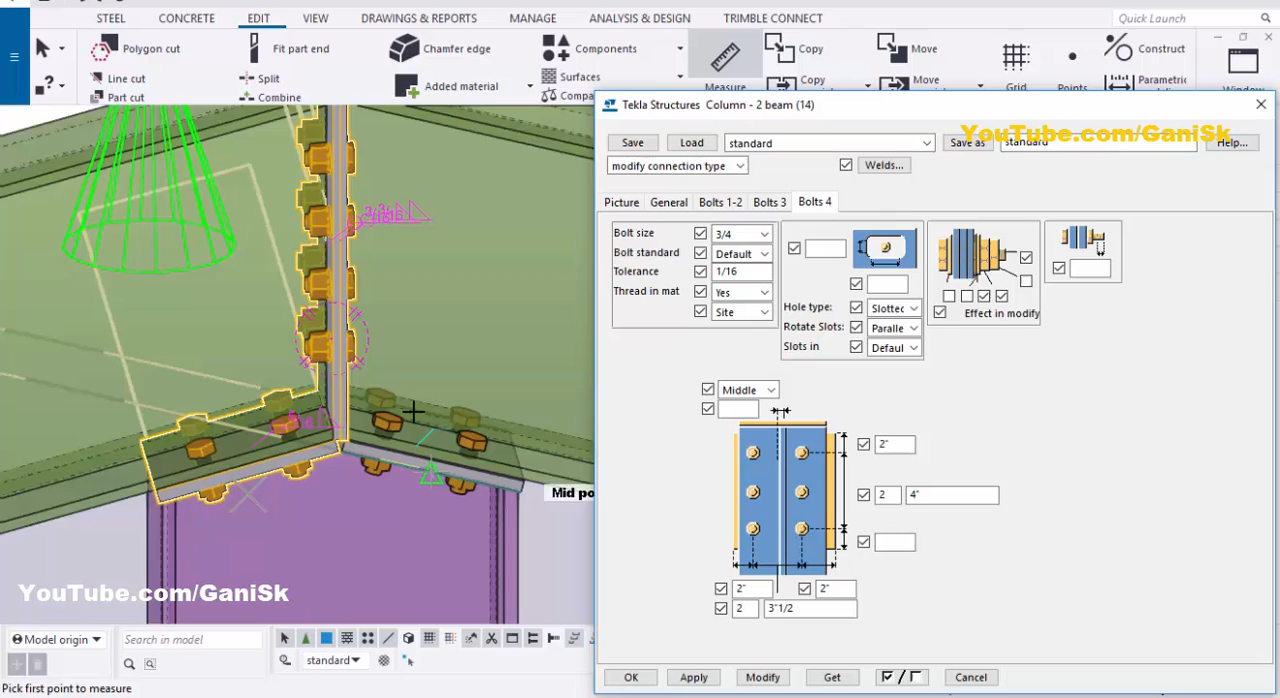 STEEL CONCRETE EDIT VIEW DRAWINGS & REPORTS MANAGE ANALYSIS & DESIGN TRIMBLE CONNECT Quick Launch
Polygon cut Fit part end Chamfer edge Components Copy Move Construct
Line cut Split Surfaces
Part cut Combine Added material Measure Copy Move Grid Points Parametric
Tekla Structures Column - 2 beam (14)
YouTube.com/GaniSk
Save Load standard Save as standard Help...
modify connection type Welds...
Picture General Bolts 1-2 Bolts 3 Bolts 4
Bolt size 3/4
Bolt standard Default
Tolerance 1/16
Thread in mat Yes
Site
Hole type: Slotted
Rotate Slots: Paralle
Slots in Defaul
Effect in modify
Middle
2"
2 4"
2" 2"
2 3"1/2
Mid po
YouTube.com/GaniSk
Model origin Search in model
standard
OK Apply Modify Get / Cancel
Pick first point to measure